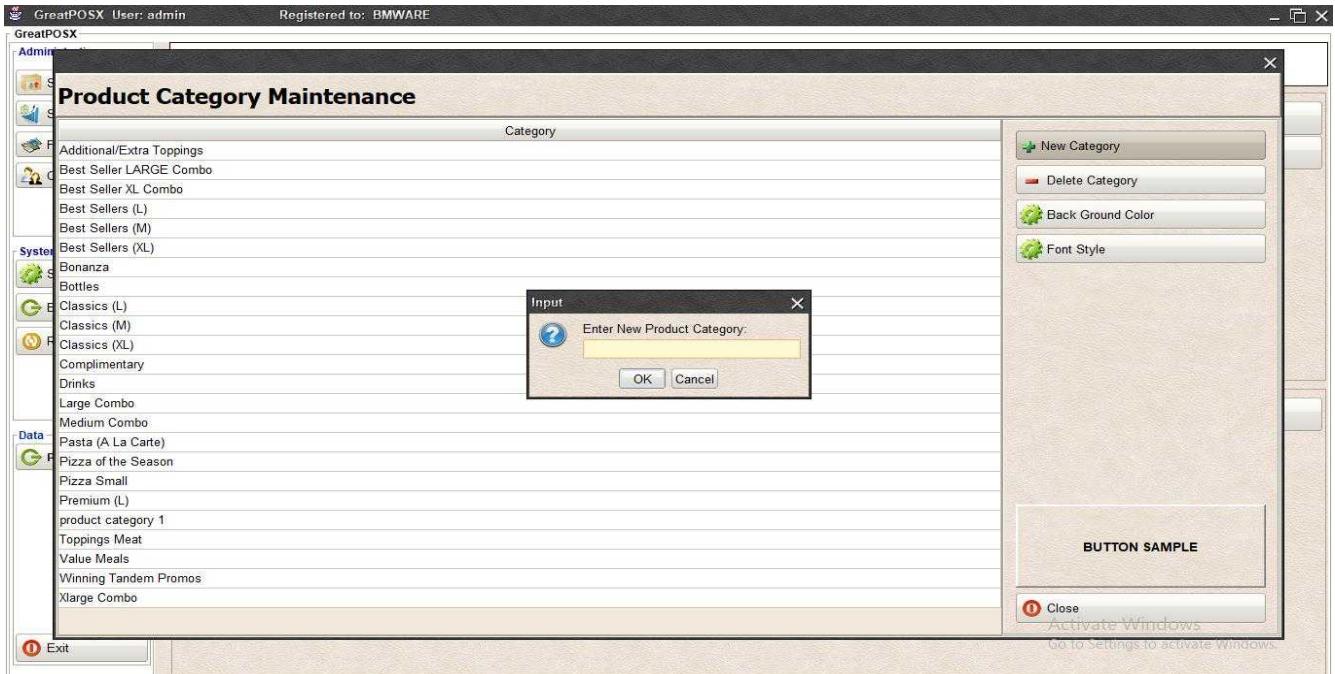 GreatPOSX User: admin Registered to: BMWARE
GreatPOSX
Product Category Maintenance
Category
Additional/Extra Toppings
Best Seller LARGE Combo
Best Seller XL Combo
Best Sellers (L)
Best Sellers (M)
Best Sellers (XL)
Bonanza
Bottles
Classics (L)
Classics (M)
Classics (XL)
Complimentary
Drinks
Large Combo
Medium Combo
Pasta (A La Carte)
Pizza of the Season
Pizza Small
Premium (L)
product category 1
Toppings Meat
Value Meals
Winning Tandem Promos
Xlarge Combo
New Category
Delete Category
Back Ground Color
Font Style
Input
Enter New Product Category:
OK Cancel
BUTTON SAMPLE
Close
Activate Windows
Go to Settings to activate Windows.
Data
Exit